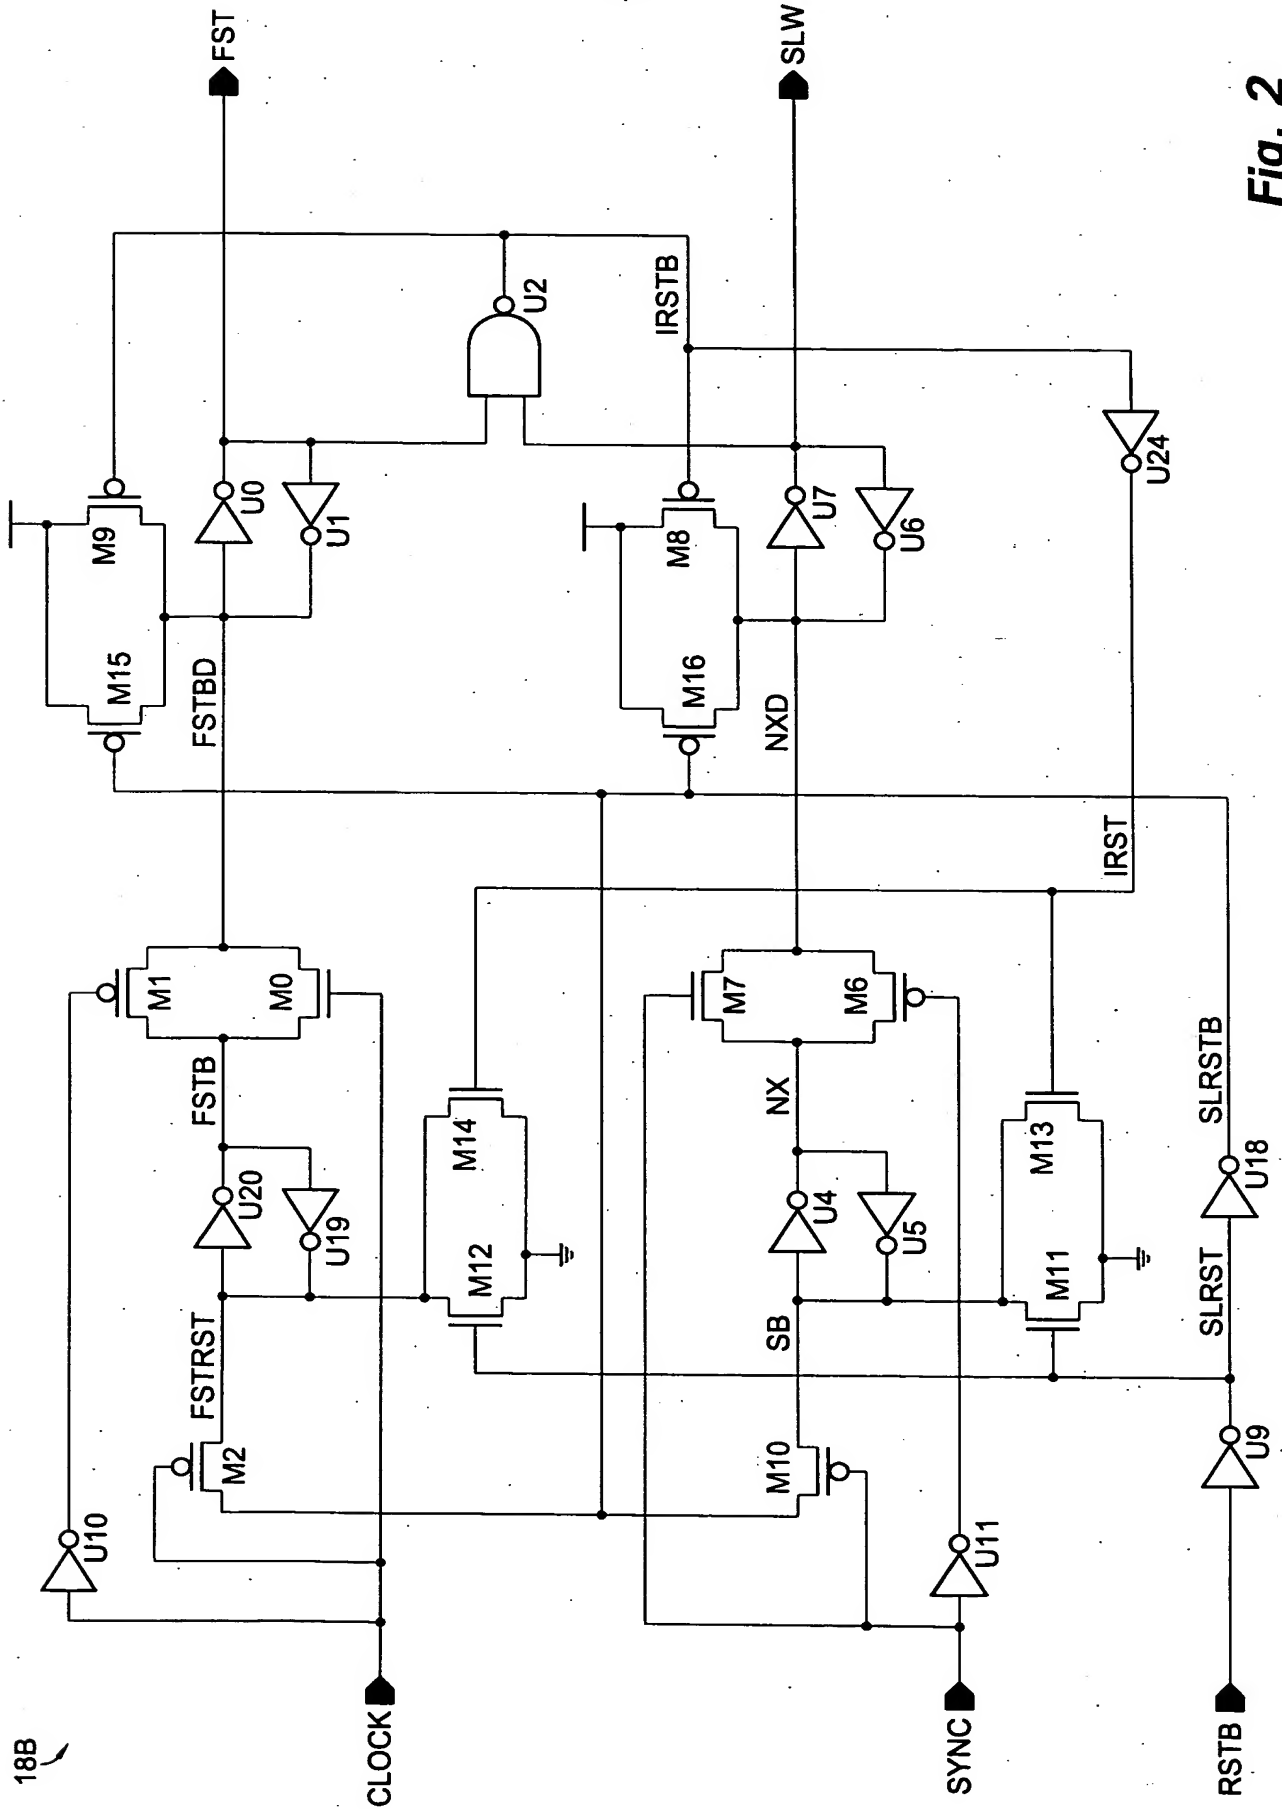 18B
CLOCK
U10
M2
FSTRST
U20
U19
FSTB
M1
M0
FSTBD
M15
M9
U0
U1
FST
M12
M14
U2
IRSTB
SYNC
U11
M10
SB
U4
U5
NX
M7
M6
NXD
M16
M8
U7
U6
SLW
M11
M13
IRST
U24
RSTB
U9
SLRST
U18
SLRSTB
Fig. 2